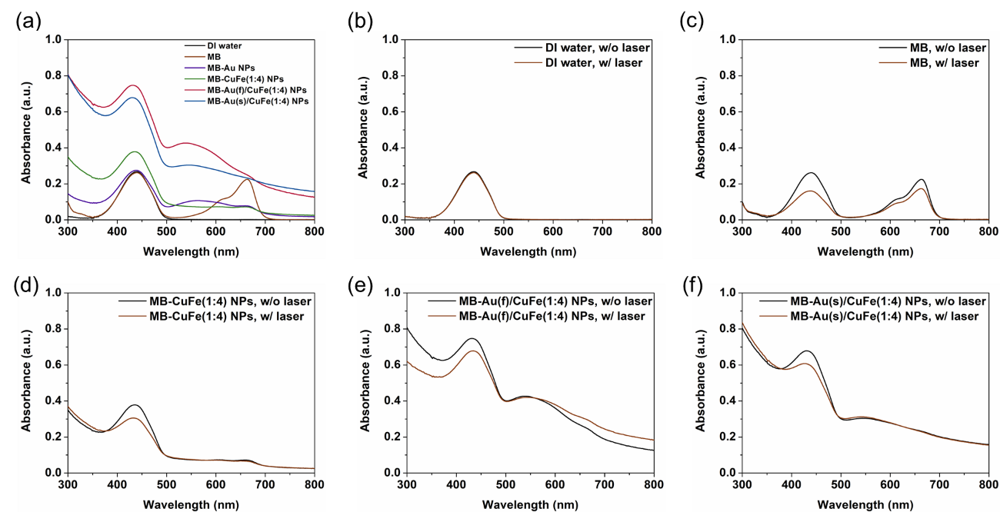 (a)
1.0
0.8
0.6
0.4
0.2
0.0
300 400 500 600 700 800
Absorbance (a.u.)
Wavelength (nm)
DI water
MB
MB-Au NPs
MB-CuFe(1:4) NPs
MB-Au(f)/CuFe(1:4) NPs
MB-Au(s)/CuFe(1:4) NPs
(b)
1.0
0.8
0.6
0.4
0.2
0.0
300 400 500 600 700 800
Absorbance (a.u.)
Wavelength (nm)
DI water, w/o laser
DI water, w/ laser
(c)
1.0
0.8
0.6
0.4
0.2
0.0
300 400 500 600 700 800
Absorbance (a.u.)
Wavelength (nm)
MB, w/o laser
MB, w/ laser
(d)
1.0
0.8
0.6
0.4
0.2
0.0
300 400 500 600 700 800
Absorbance (a.u.)
Wavelength (nm)
MB-CuFe(1:4) NPs, w/o laser
MB-CuFe(1:4) NPs, w/ laser
(e)
1.0
0.8
0.6
0.4
0.2
0.0
300 400 500 600 700 800
Absorbance (a.u.)
Wavelength (nm)
MB-Au(f)/CuFe(1:4) NPs, w/o laser
MB-Au(f)/CuFe(1:4) NPs, w/ laser
(f)
1.0
0.8
0.6
0.4
0.2
0.0
300 400 500 600 700 800
Absorbance (a.u.)
Wavelength (nm)
MB-Au(s)/CuFe(1:4) NPs, w/o laser
MB-Au(s)/CuFe(1:4) NPs, w/ laser